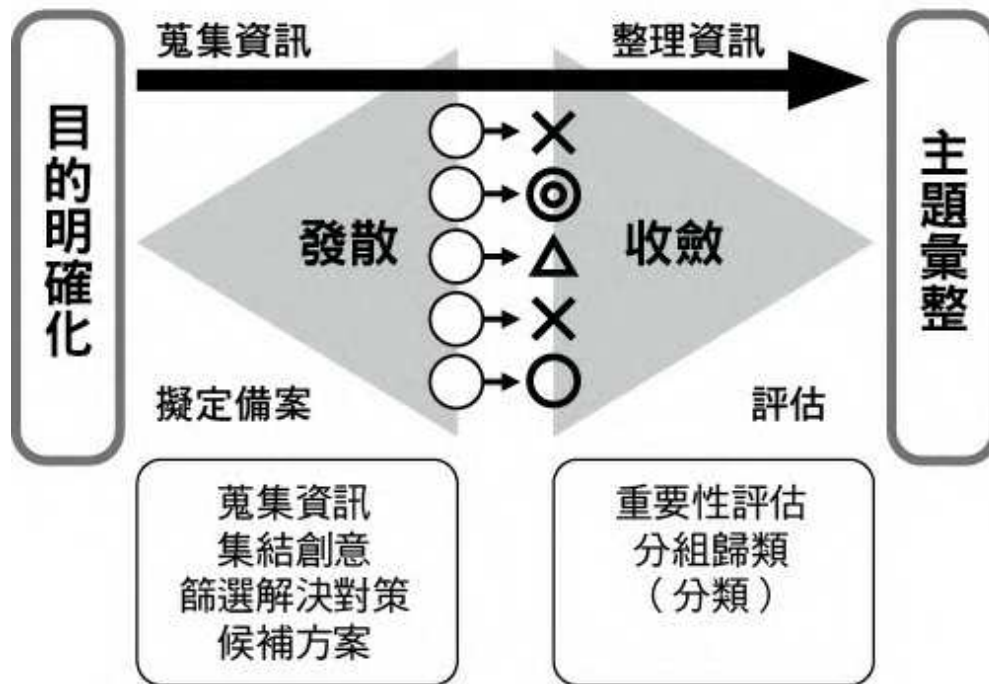 目的明確化
蒐集資訊
整理資訊
發散
收斂
擬定備案
評估
主題彙整
蒐集資訊
集結創意
篩選解決對策
候補方案
重要性評估
分組歸類
（分類）